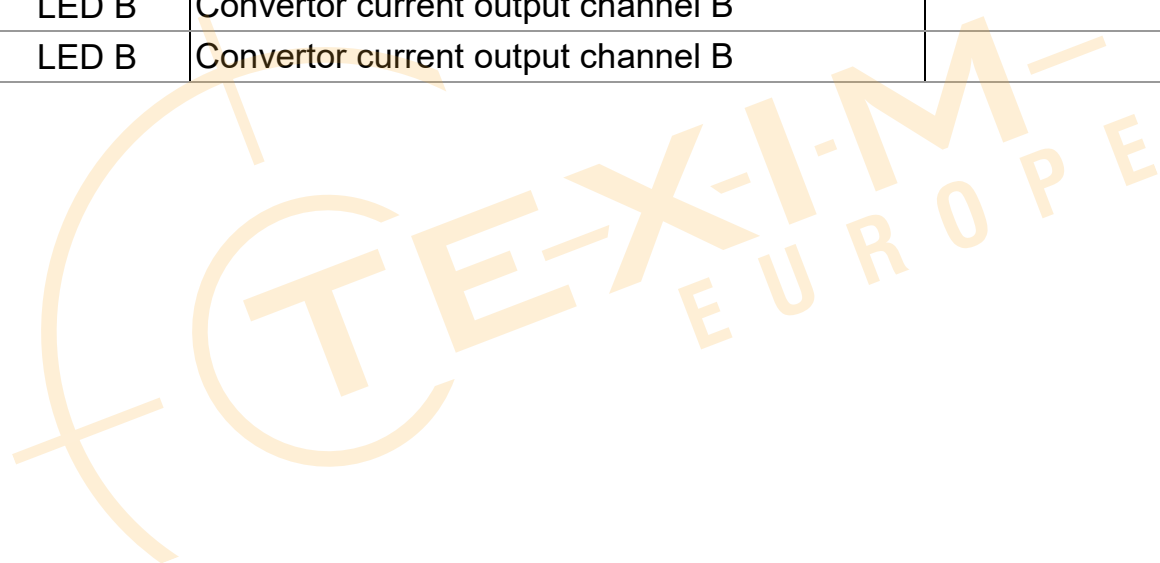 LED B Convertor current output channel B
LED B Convertor current output channel B
TEXIM
EUROPE